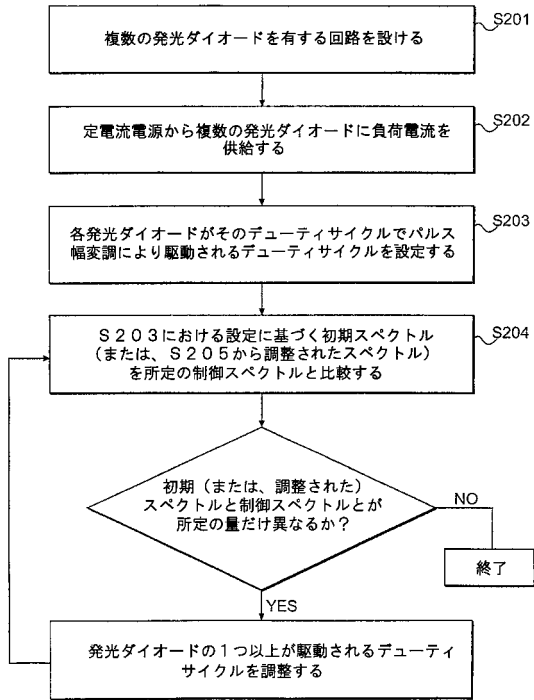 複数の発光ダイオードを有する回路を設ける
S201
定電流電源から複数の発光ダイオードに負荷電流を
供給する
S202
各発光ダイオードがそのデューティサイクルでパルス
幅変調により駆動されるデューティサイクルを設定する
S203
S203における設定に基づく初期スペクトル
(または、S205から調整されたスペクトル)
を所定の制御スペクトルと比較する
S204
初期(または、調整された)
スペクトルと制御スペクトルとが
所定の量だけ異なるか?
NO
終了
YES
発光ダイオードの1つ以上が駆動されるデューティ
サイクルを調整する